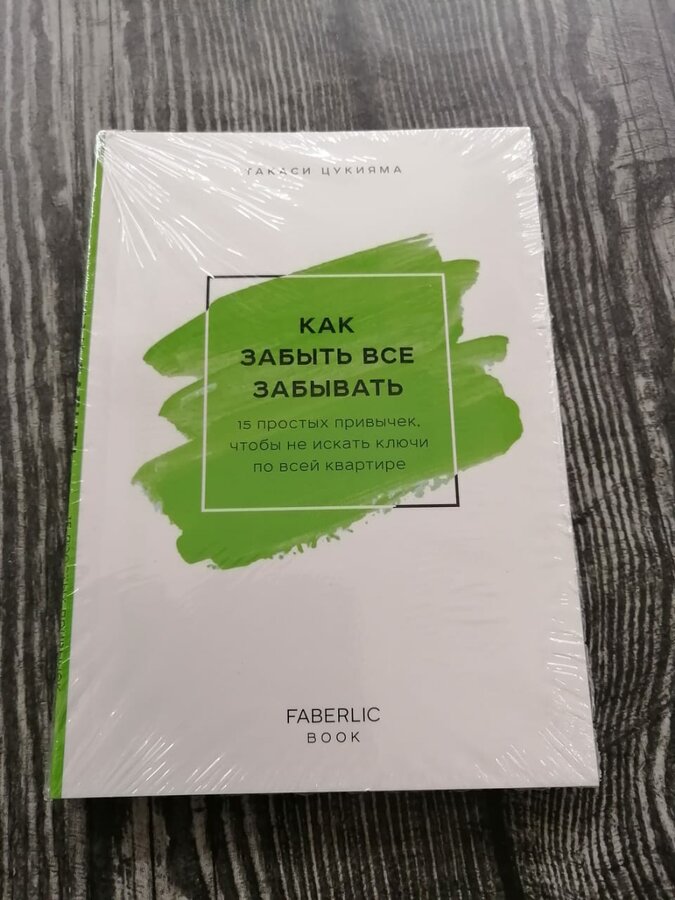 ТАКАСИ ЦУКИЯМА
КАК
ЗАБЫТЬ ВСЕ
ЗАБЫВАТЬ
15 простых привычек,
чтобы не искать ключи
по всей квартире
FABERLIC
BOOK